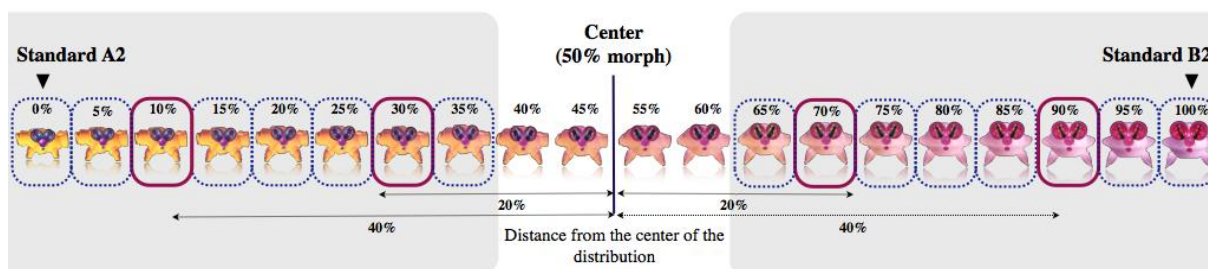 Center
(50% morph)
Standard A2
Standard B2
0% 5% 10% 15% 20% 25% 30% 35% 40% 45% 55% 60% 65% 70% 75% 80% 85% 90% 95% 100%
20% 20%
40% 40%
Distance from the center of the
distribution